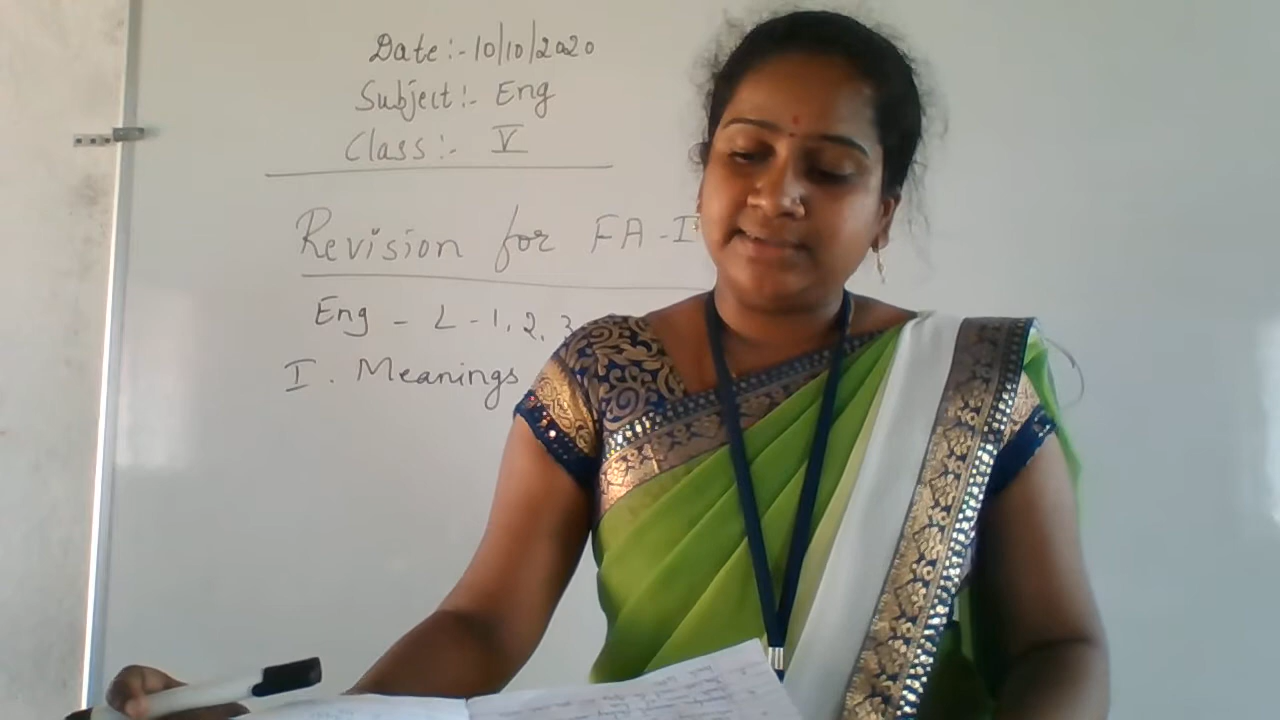 Date:- 10/10/2020
Subject:- Eng
Class:- V
Revision for FA-I
Eng - L-1, 2, 3
I. Meanings